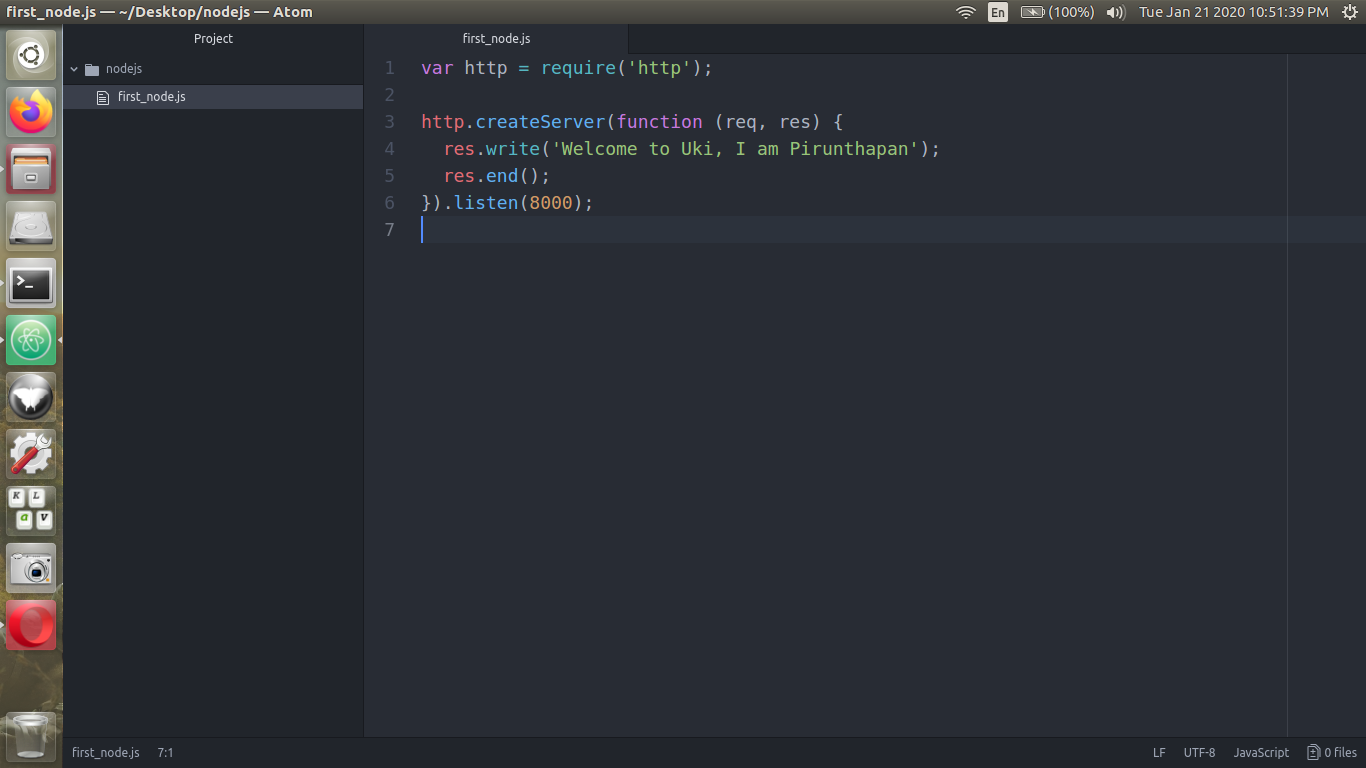 first_node.js — ~/Desktop/nodejs — Atom
En (100%) Tue Jan 21 2020 10:51:39 PM
Project
nodejs
first_node.js
first_node.js
1 var http = require('http');
2
3 http.createServer(function (req, res) {
4 res.write('Welcome to Uki, I am Pirunthapan');
5 res.end();
6 }).listen(8000);
7
>_
K L
a v
first_node.js 7:1
LF UTF-8 JavaScript 0 files